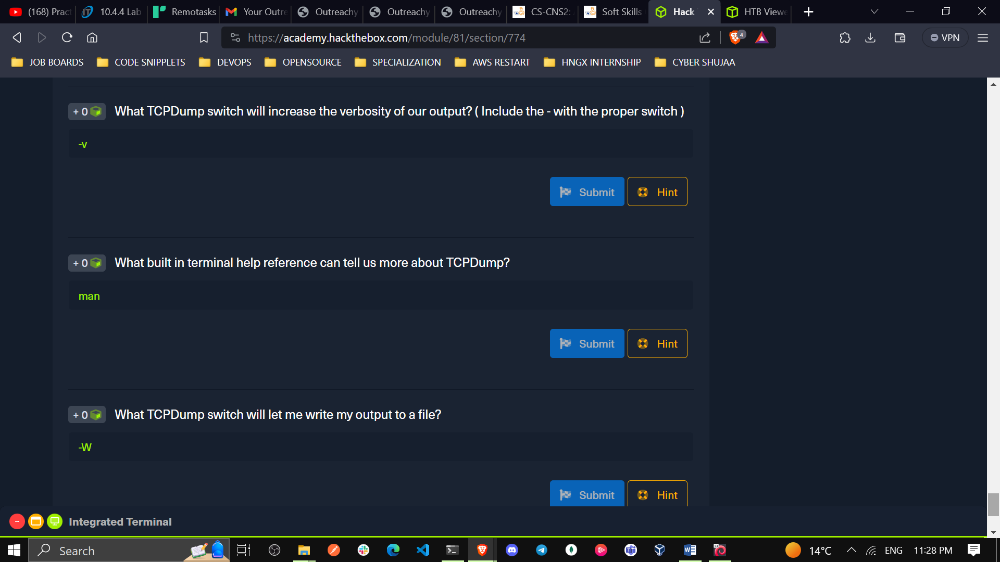 (168) Pract
10.4.4 Lab
Remotasks
Your Outre
Outreachy
Outreachy
Outreachy
CS-CNS2:
Soft Skills
Hack
HTB Viewe
https://academy.hackthebox.com/module/81/section/774
4
VPN
JOB BOARDS
CODE SNIPPLETS
DEVOPS
OPENSOURCE
SPECIALIZATION
AWS RESTART
HNGX INTERNSHIP
CYBER SHUJAA
+ 0 What TCPDump switch will increase the verbosity of our output? ( Include the - with the proper switch )
-v
Submit
Hint
+ 0 What built in terminal help reference can tell us more about TCPDump?
man
Submit
Hint
+ 0 What TCPDump switch will let me write my output to a file?
-W
Submit
Hint
Integrated Terminal
Search
14°C
ENG
11:28 PM